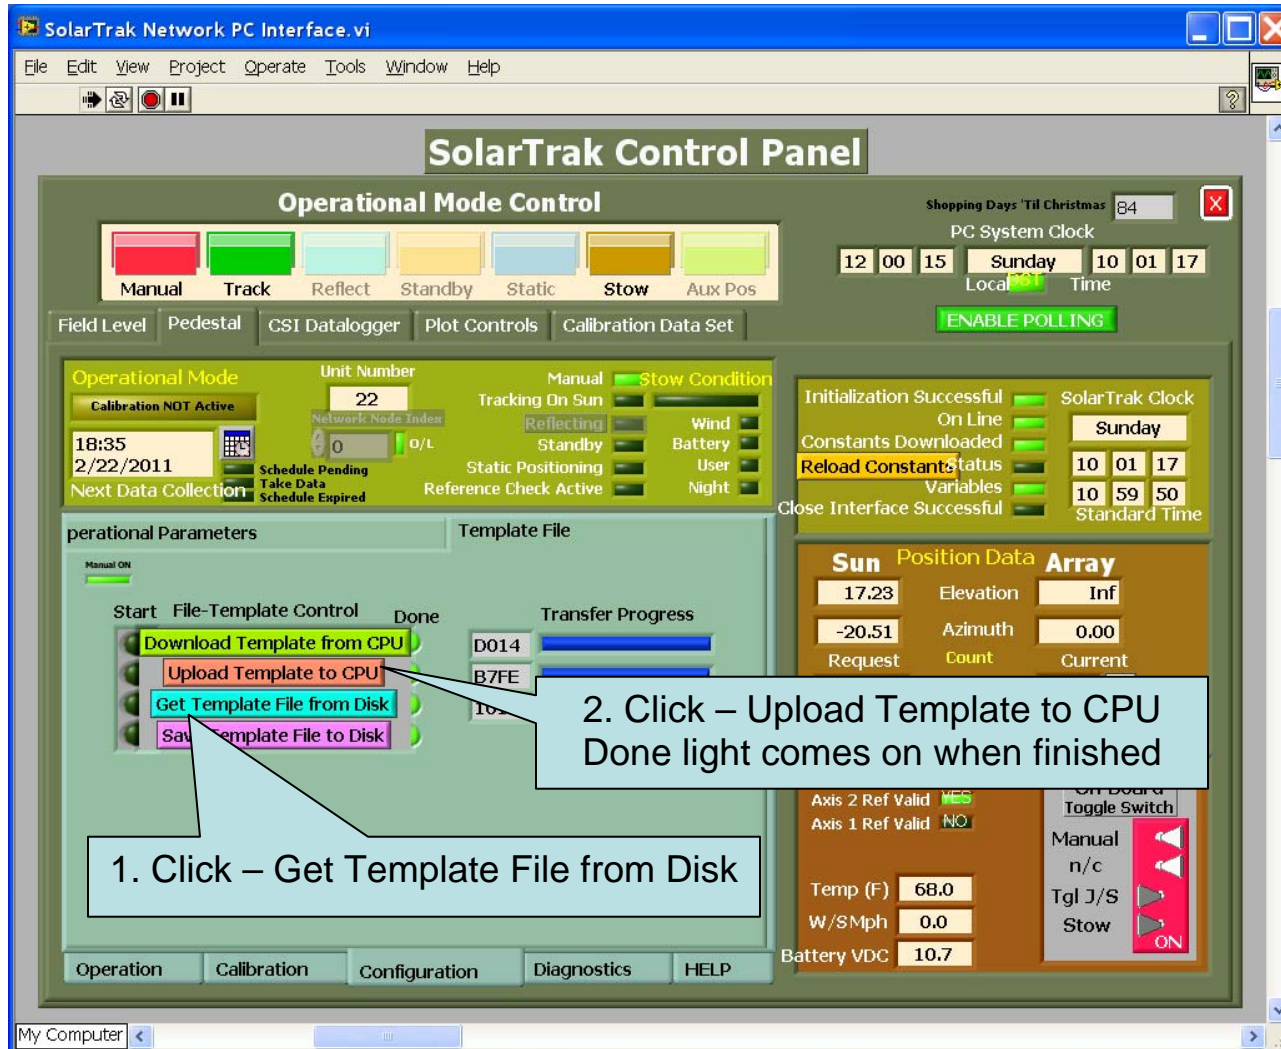 SolarTrak Network PC Interface.vi
File Edit View Project Operate Tools Window Help
SolarTrak Control Panel
Operational Mode Control
Manual Track Reflect Standby Static Stow Aux Pos
Shopping Days 'Til Christmas 84
X
PC System Clock
12 00 15 Sunday 10 01 17
Local Time
ENABLE POLLING
Field Level Pedestal CSI Datalogger Plot Controls Calibration Data Set
Operational Mode
Calibration NOT Active
18:35
2/22/2011
Next Data Collection
Unit Number
22
Network Node Index
0 O/L
Schedule Pending
Take Data
Schedule Expired
Manual
Tracking On Sun
Reflecting
Standby
Static Positioning
Reference Check Active
Stow Condition
Wind
Battery
User
Night
Initialization Successful
On Line
Constants Downloaded
Reload Constants
Status
Variables
Close Interface Successful
SolarTrak Clock
Sunday
10 01 17
10 59 50
Standard Time
perational Parameters Template File
Manual ON
Start File-Template Control Done
Download Template from CPU
Upload Template to CPU
Get Template File from Disk
Save Template File to Disk
Transfer Progress
D014
B7FE
2. Click – Upload Template to CPU
Done light comes on when finished
1. Click – Get Template File from Disk
Sun Position Data Array
17.23 Elevation Inf
-20.51 Azimuth 0.00
Request Count Current
Axis 2 Ref Valid YES
Axis 1 Ref Valid NO
Temp (F) 68.0
W/SMph 0.0
Battery VDC 10.7
On Board
Toggle Switch
Manual
n/c
Tgl J/S
Stow
ON
Operation Calibration Configuration Diagnostics HELP
My Computer